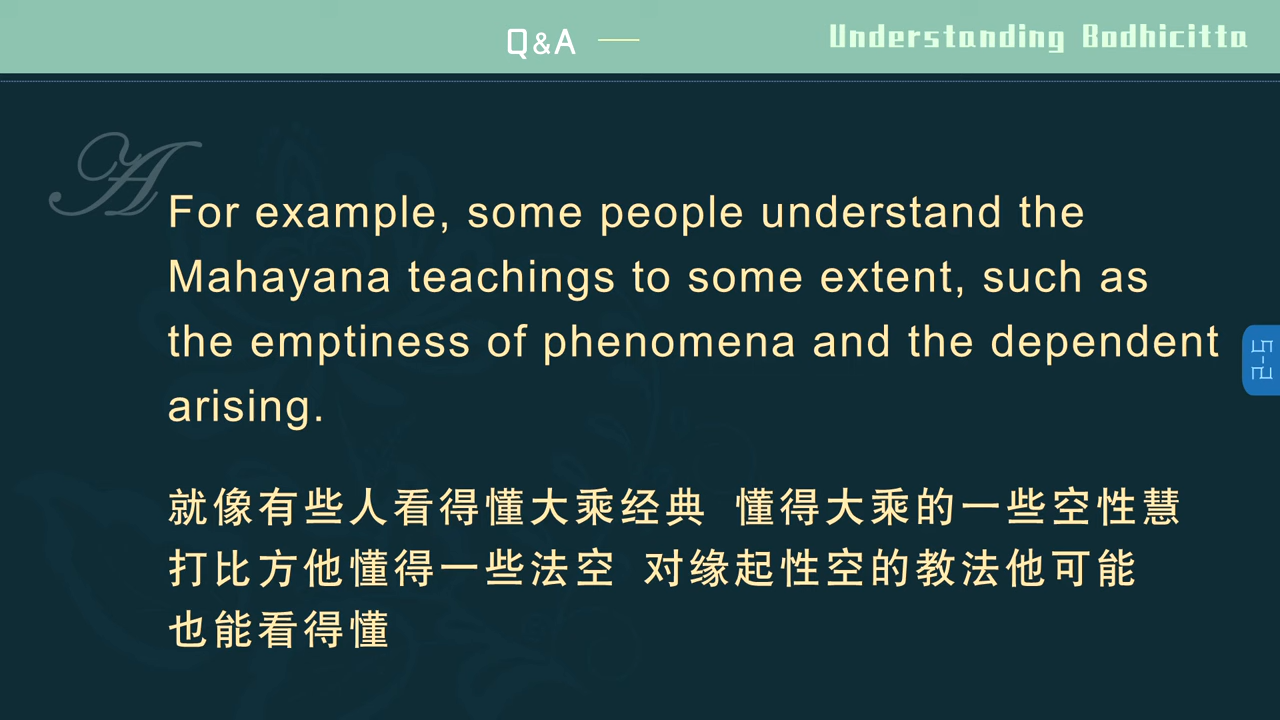 Q&A
Understanding Bodhicitta
A
For example, some people understand the
Mahayana teachings to some extent, such as
the emptiness of phenomena and the dependent
arising.
5-2
就像有些人看得懂大乘经典 懂得大乘的一些空性慧
打比方他懂得一些法空 对缘起性空的教法他可能
也能看得懂